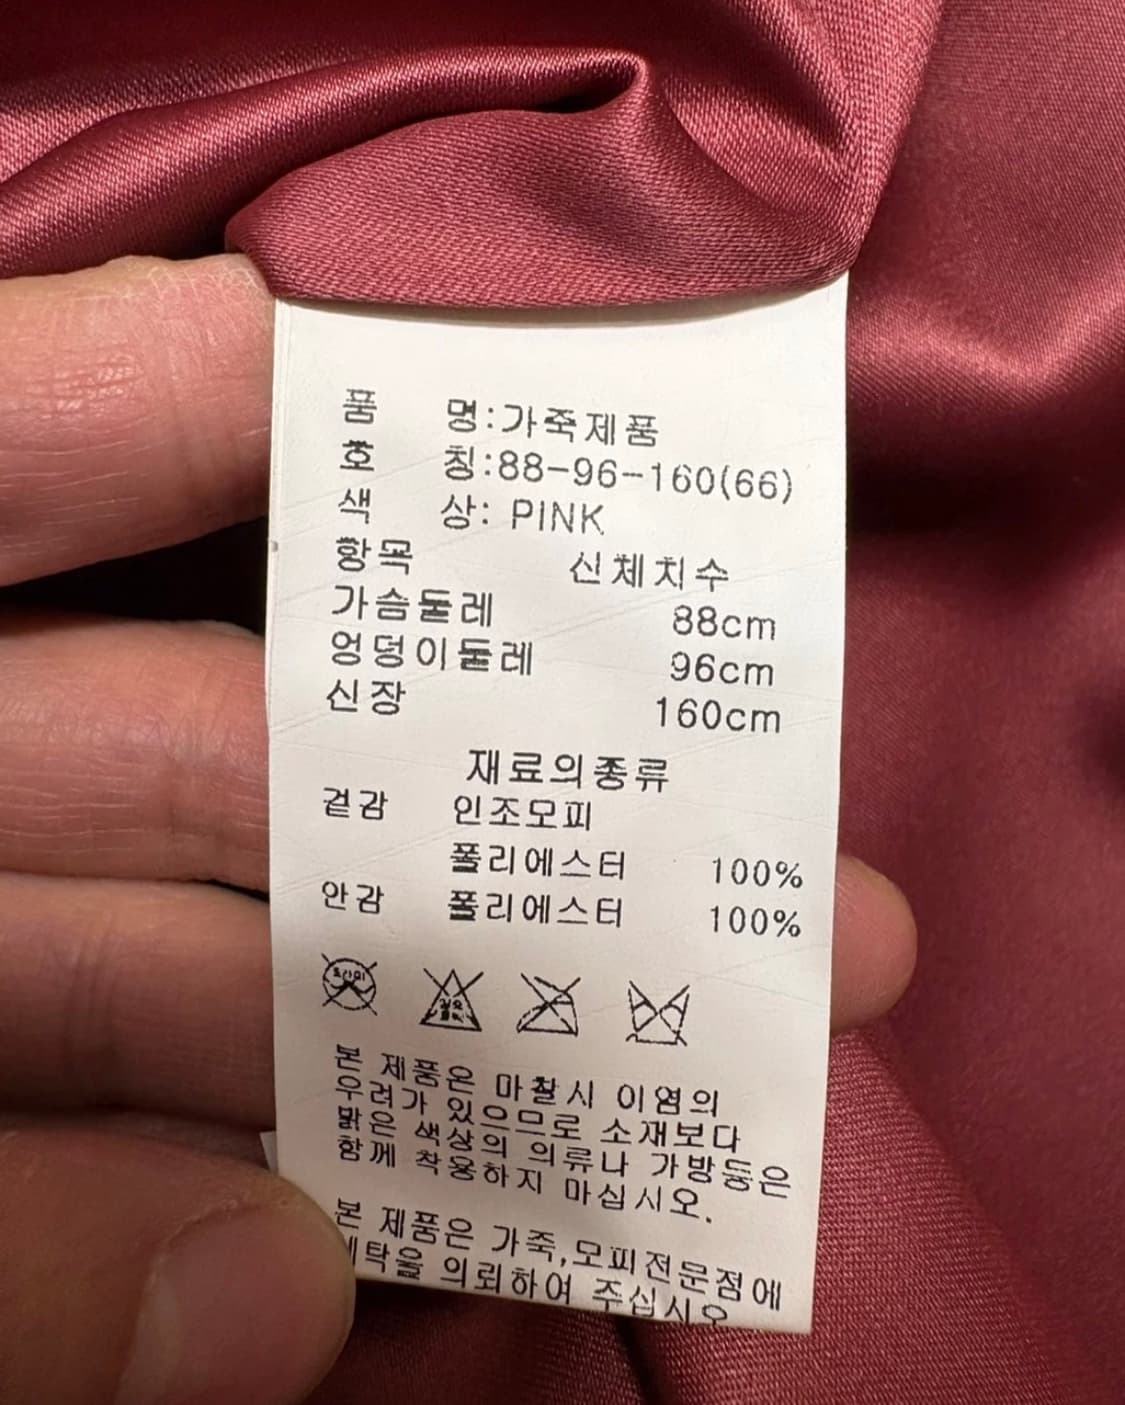 품 명:가죽제품
호 칭:88-96-160(66)
색 상: PINK
항목 신체치수
가슴둘레 88cm
엉덩이둘레 96cm
신장 160cm
재료의종류
겉감 인조모피
폴리에스터 100%
안감 폴리에스터 100%
본 제품은 마찰시 이염의
우려가 있으므로 소재보다
밝은 색상의 의류나 가방등은
함께 착용하지 마십시오.
본 제품은 가죽,모피전문점에
세탁을 의뢰하여 주십시오